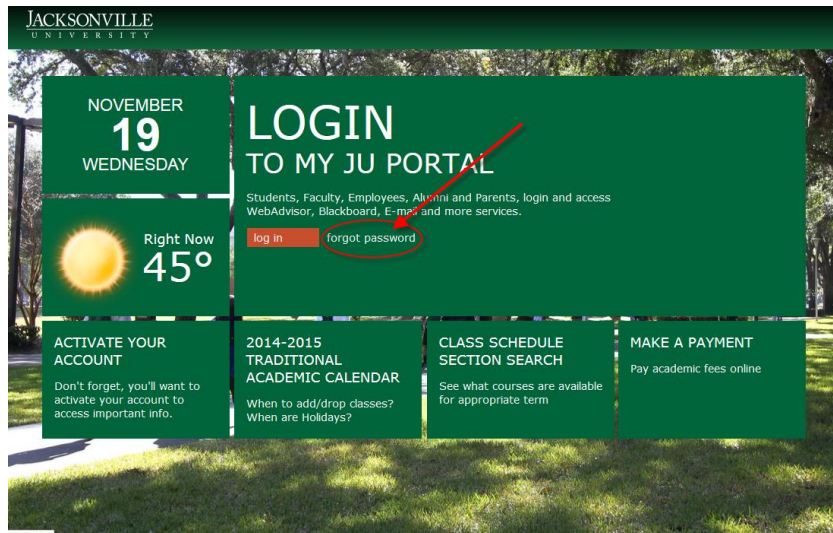 JACKSONVILLE
UNIVERSITY
NOVEMBER
19
WEDNESDAY
LOGIN
TO MY JU PORTAL
Students, Faculty, Employees, Alumni and Parents, login and access
WebAdvisor, Blackboard, E-mail and more services.
log in
forgot password
Right Now
45°
ACTIVATE YOUR
ACCOUNT
Don't forget, you'll want to
activate your account to
access important info.
2014-2015
TRADITIONAL
ACADEMIC CALENDAR
When to add/drop classes?
When are Holidays?
CLASS SCHEDULE
SECTION SEARCH
See what courses are available
for appropriate term
MAKE A PAYMENT
Pay academic fees online